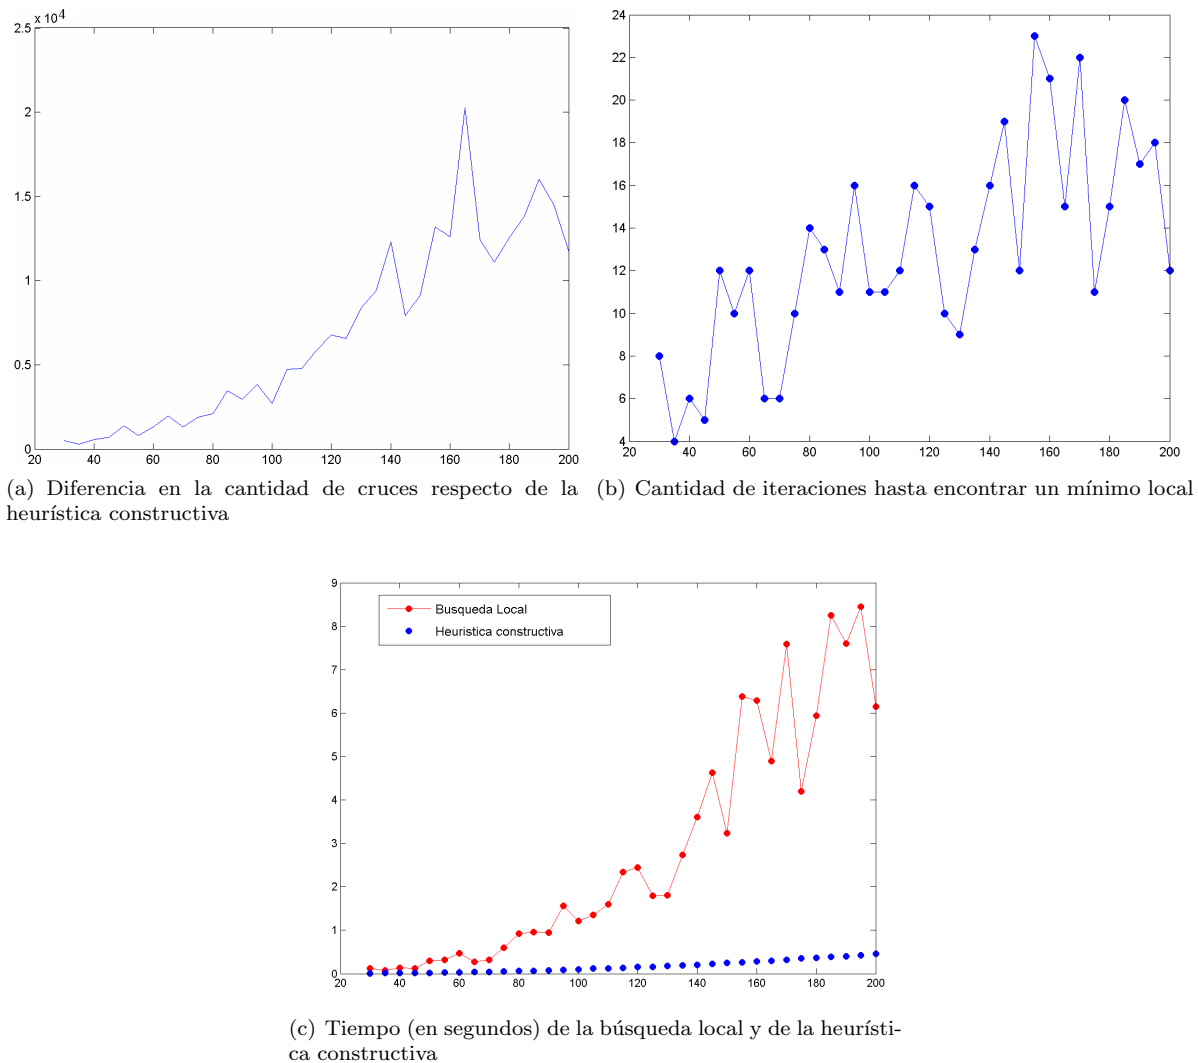 x 10^4
2.5
2
1.5
1
0.5
0
20 40 60 80 100 120 140 160 180 200
(a) Diferencia en la cantidad de cruces respecto de la
heurística constructiva
24
22
20
18
16
14
12
10
8
6
4
20 40 60 80 100 120 140 160 180 200
(b) Cantidad de iteraciones hasta encontrar un mínimo local
9
8
7
6
5
4
3
2
1
0
Busqueda Local
Heuristica constructiva
20 40 60 80 100 120 140 160 180 200
(c) Tiempo (en segundos) de la búsqueda local y de la heurísti-
ca constructiva